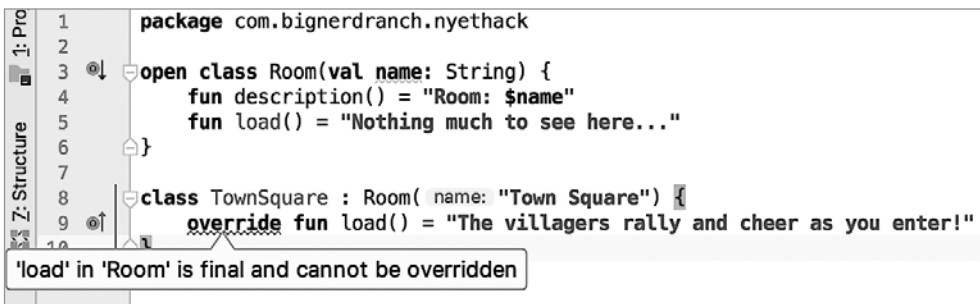 1: Pro
Z: Structure
1 package com.bignerdranch.nyethack
2
3 open class Room(val name: String) {
4 fun description() = "Room: $name"
5 fun load() = "Nothing much to see here..."
6 }
7
8 class TownSquare : Room( name: "Town Square") {
9 override fun load() = "The villagers rally and cheer as you enter!"
10 }
'load' in 'Room' is final and cannot be overridden